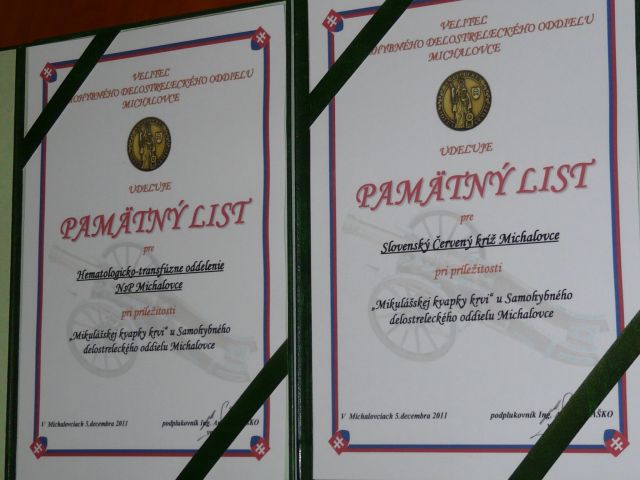 VELITEĽ
OHYBNÉHO DELOSTRELECKÉHO ODDIELU
MICHALOVCE
UDEĽUJE
PAMÄTNÝ LIST
pre
Hematologicko-transfúzne oddelenie
NsP Michalovce
pri príležitosti
„Mikulášskej kvapky krvi“ u Samohybného
delostreleckého oddielu Michalovce
V Michalovciach 5.decembra 2011
podplukovník Ing.
VELITEĽ
OHYBNÉHO DELOSTRELECKÉHO ODDIELU
MICHALOVCE
UDEĽUJE
PAMÄTNÝ LIST
pre
Slovenský Červený kríž Michalovce
pri príležitosti
„Mikulášskej kvapky krvi“ u Samohybného
delostreleckého oddielu Michalovce
V Michalovciach 5.decembra 2011
podplukovník Ing.